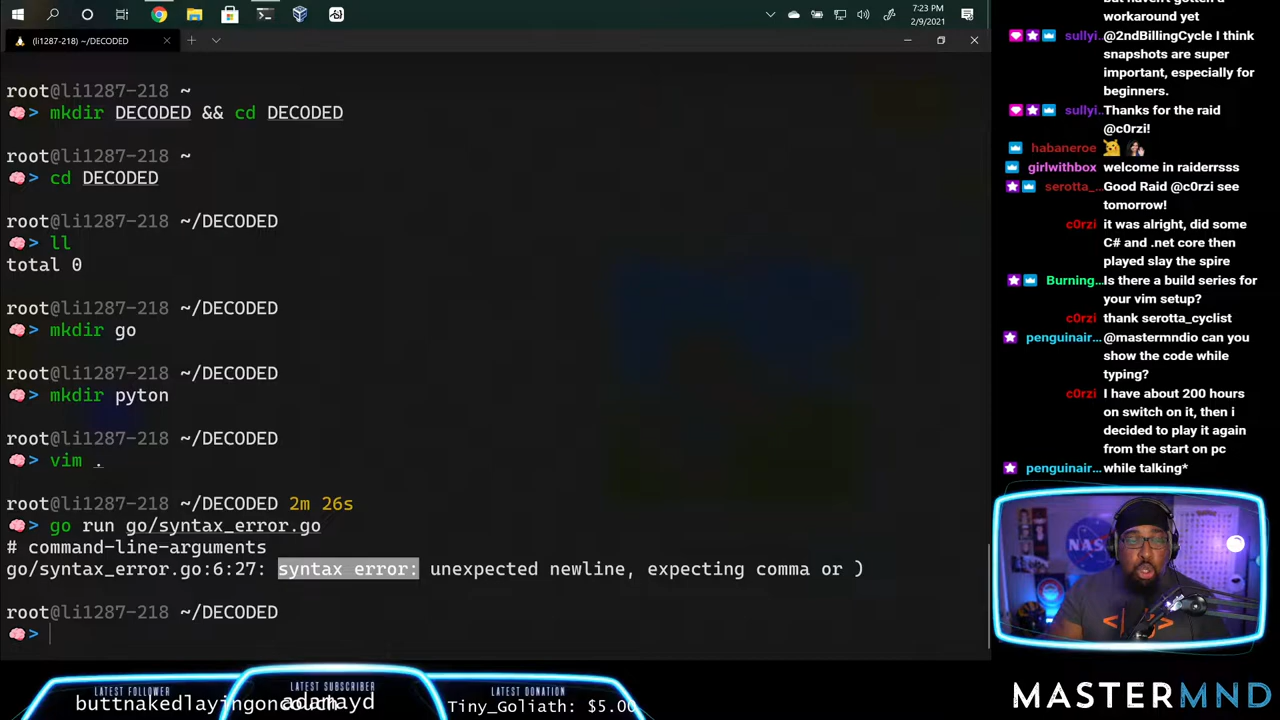 7:23 PM
2/9/2021
(li1287-218) ~/DECODED
root@li1287-218 ~
> mkdir DECODED && cd DECODED
root@li1287-218 ~
> cd DECODED
root@li1287-218 ~/DECODED
> ll
total 0
root@li1287-218 ~/DECODED
> mkdir go
root@li1287-218 ~/DECODED
> mkdir pyton
root@li1287-218 ~/DECODED
> vim .
root@li1287-218 ~/DECODED 2m 26s
> go run go/syntax_error.go
# command-line-arguments
go/syntax_error.go:6:27: syntax error: unexpected newline, expecting comma or )
root@li1287-218 ~/DECODED
>
but haven't gotten a
workaround yet
sullyi.. @2ndBillingCycle I think
snapshots are super
important, especially for
beginners.
sullyi.. Thanks for the raid
@c0rzi!
habaneroe
girlwithbox welcome in raiderrsss
serotta_... Good Raid @c0rzi see
tomorrow!
c0rzi it was alright, did some
C# and .net core then
played slay the spire
Burning... Is there a build series for
your vim setup?
c0rzi thank serotta_cyclist
penguinair... @mastermndio can you
show the code while
typing?
c0rzi I have about 200 hours
on switch on it, then i
decided to play it again
from the start on pc
penguinair... while talking*
NASA
LATEST FOLLOWER
buttnakedlayingoncouch
LATEST SUBSCRIBER
adamayd
LATEST DONATION
Tiny_Goliath: $5.00
MASTERMND